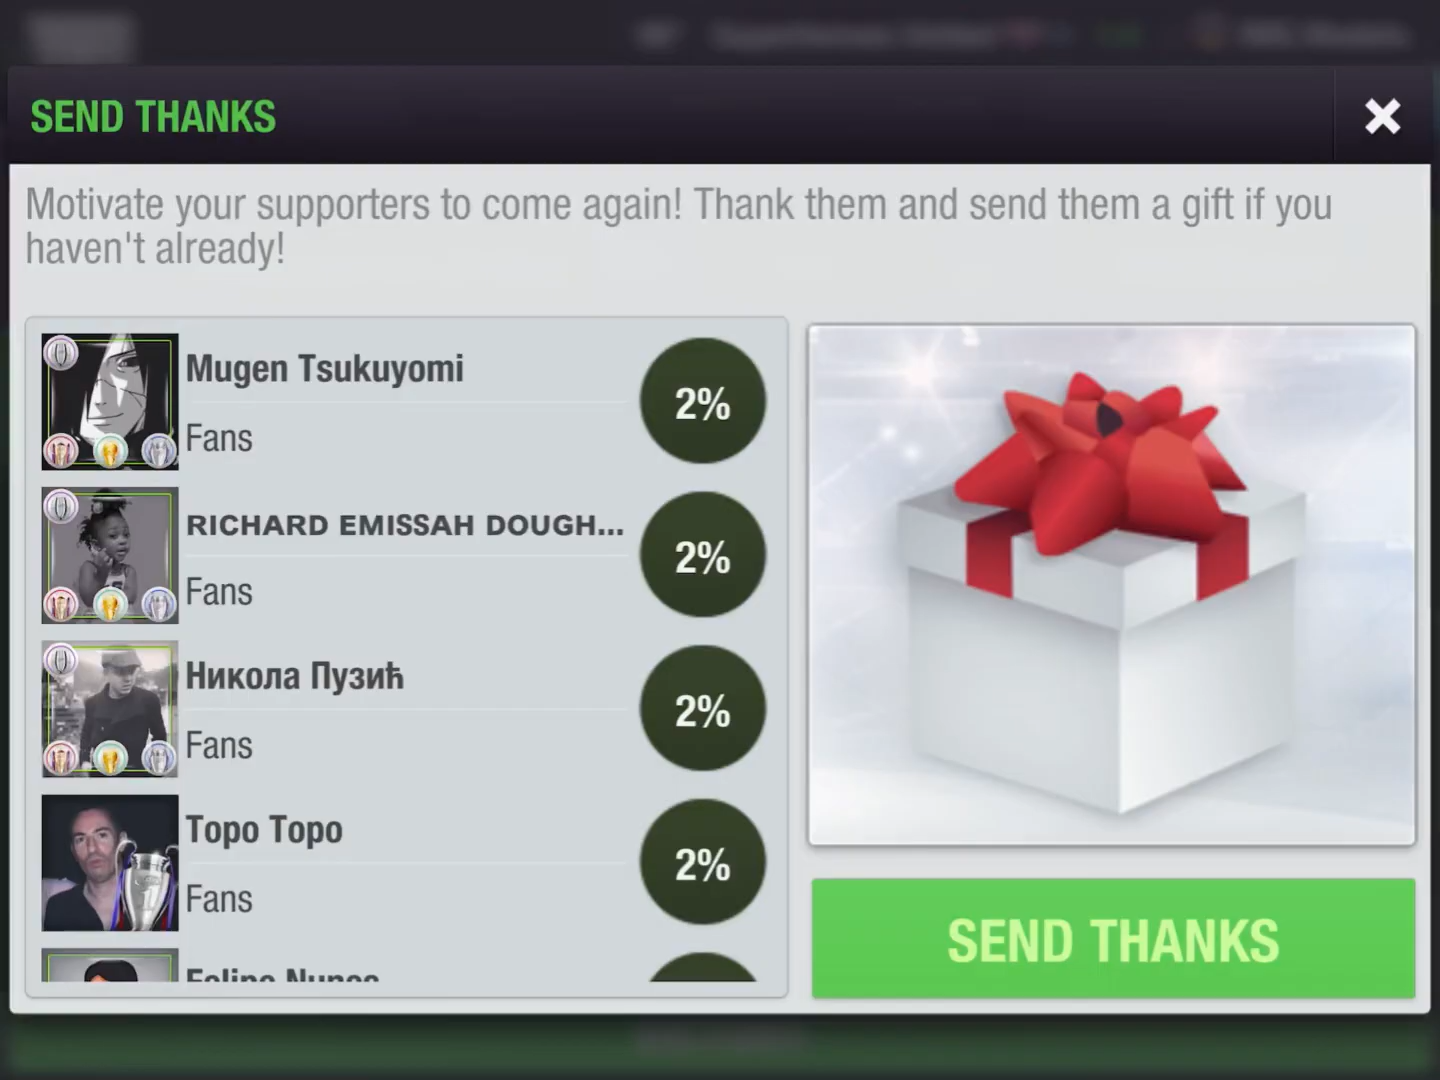 SEND THANKS
Motivate your supporters to come again! Thank them and send them a gift if you
haven't already!
Mugen Tsukuyomi
Fans
2%
RICHARD EMISSAH DOUGH...
Fans
2%
Никола Пузић
Fans
2%
Topo Topo
Fans
2%
SEND THANKS